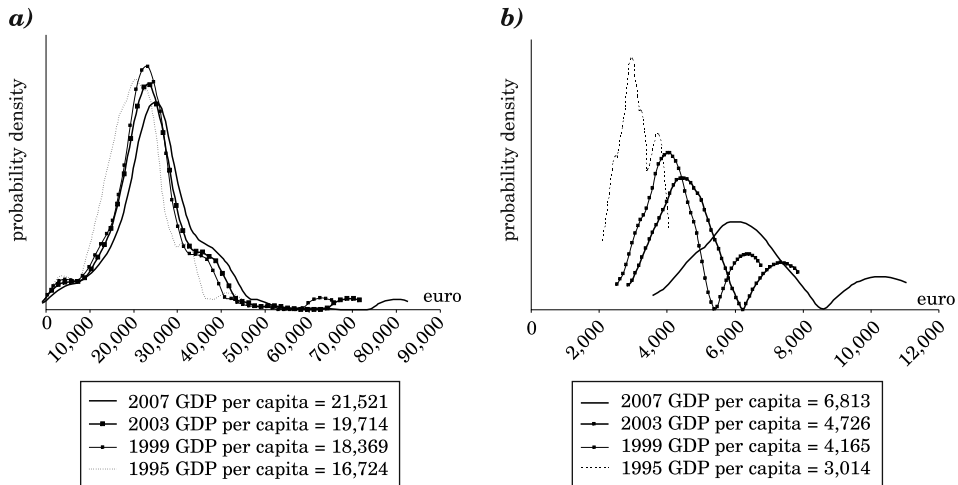 a)
probability density
euro
0
10,000
20,000
30,000
40,000
50,000
60,000
70,000
80,000
90,000
2007 GDP per capita = 21,521
2003 GDP per capita = 19,714
1999 GDP per capita = 18,369
1995 GDP per capita = 16,724
b)
probability density
euro
0
2,000
4,000
6,000
8,000
10,000
12,000
2007 GDP per capita = 6,813
2003 GDP per capita = 4,726
1999 GDP per capita = 4,165
1995 GDP per capita = 3,014